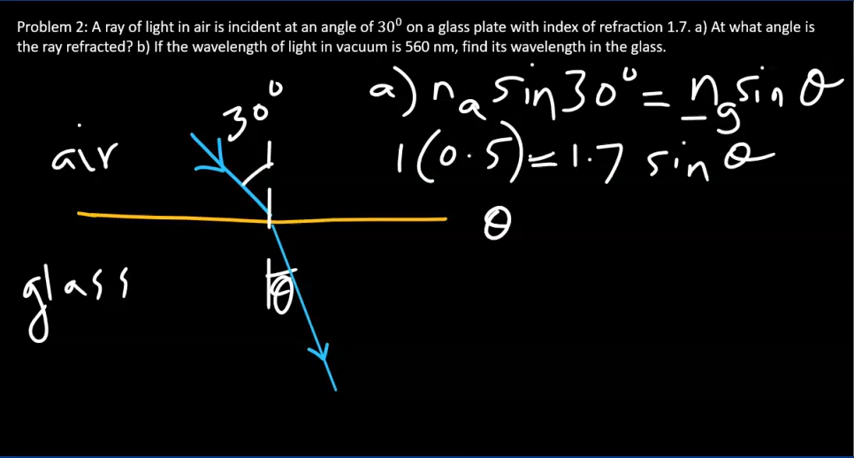 Problem 2: A ray of light in air is incident at an angle of 30⁰ on a glass plate with index of refraction 1.7. a) At what angle is
the ray refracted? b) If the wavelength of light in vacuum is 560 nm, find its wavelength in the glass.
a) nₐ sin 30⁰ = n_g sin θ
30⁰
air
1 (0.5) = 1.7 sin θ
θ
glass
θ